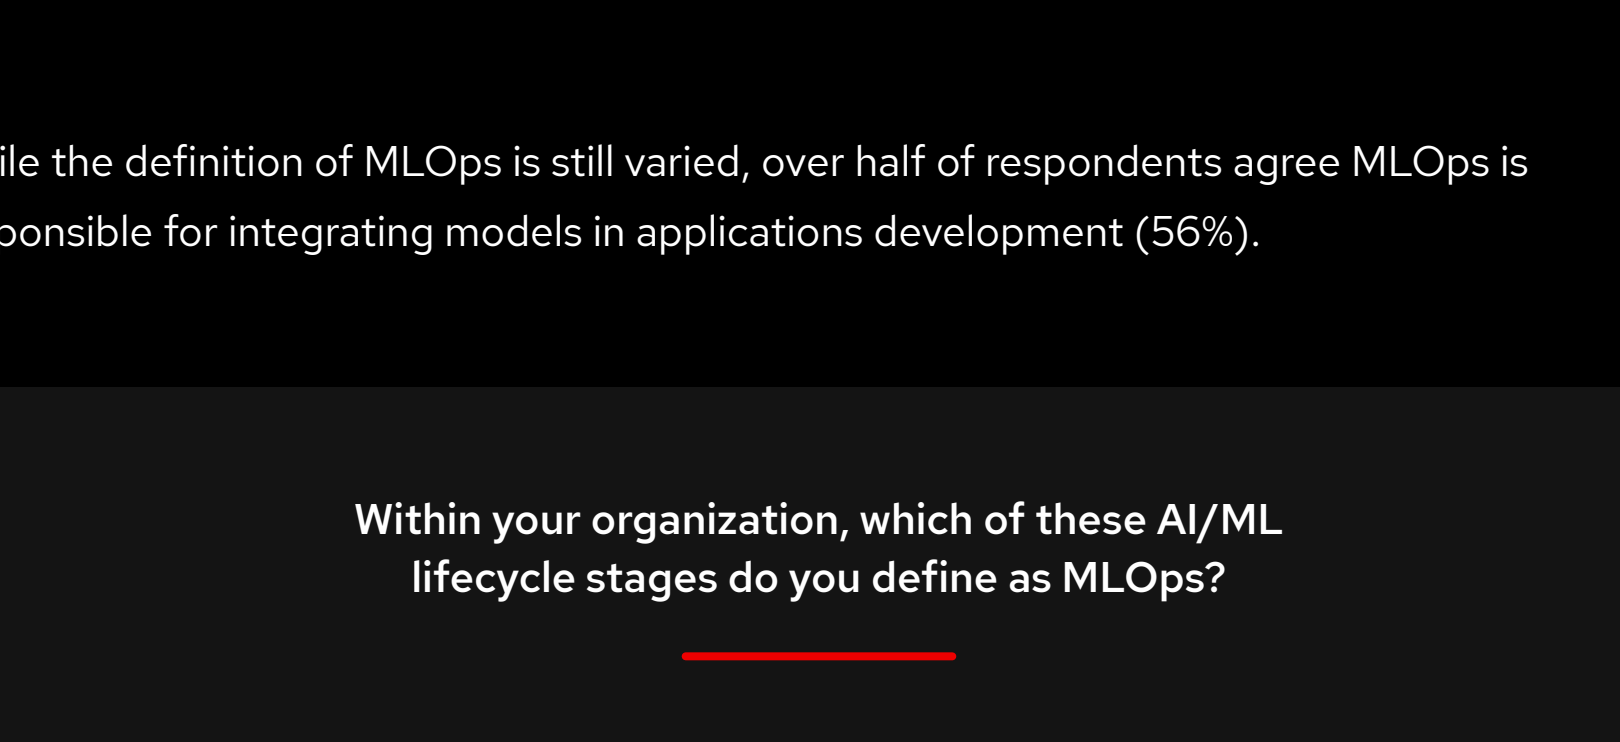 ile the definition of MLOps is still varied, over half of respondents agree MLOps is
ponsible for integrating models in applications development (56%).
Within your organization, which of these AI/ML
lifecycle stages do you define as MLOps?